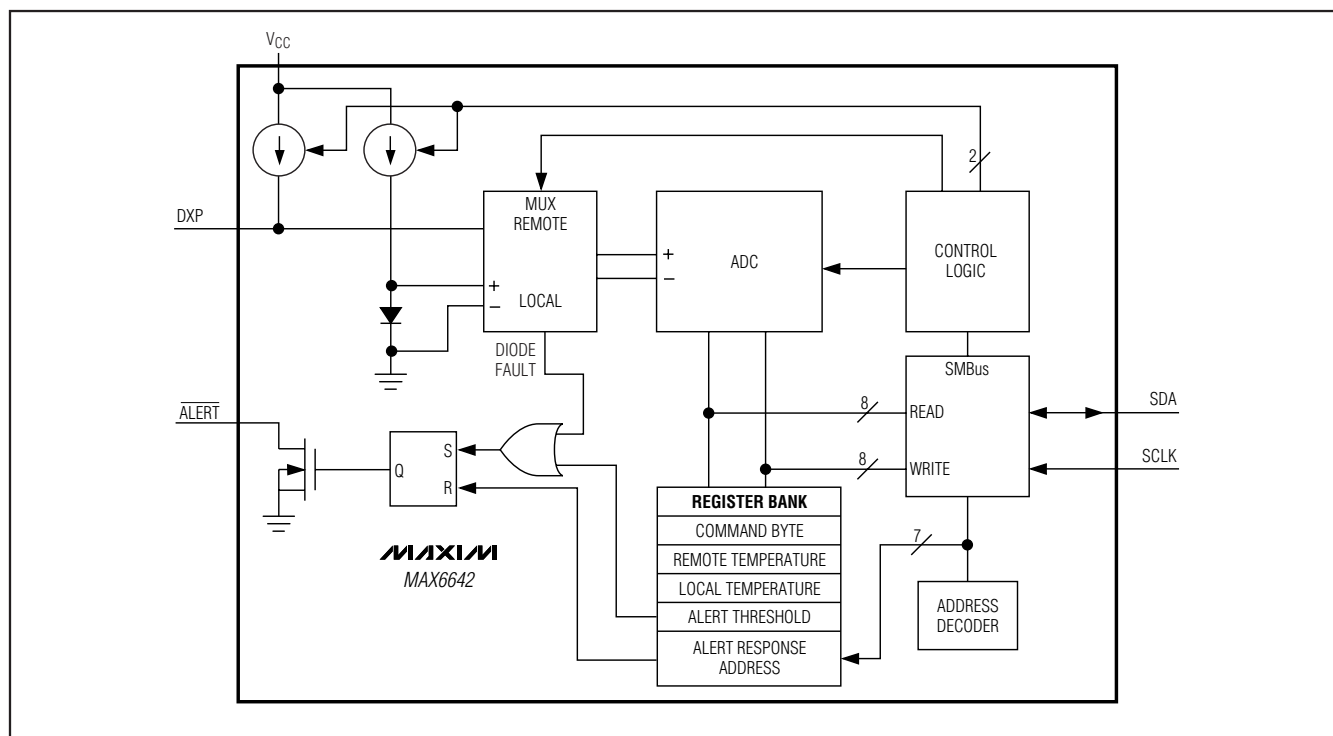 VCC
2
DXP
MUX
REMOTE
+
−
ADC
CONTROL
LOGIC
+
−
LOCAL
DIODE
FAULT
SMBus
8
READ
SDA
ALERT
S
Q
R
8
WRITE
SCLK
REGISTER BANK
COMMAND BYTE
REMOTE TEMPERATURE
LOCAL TEMPERATURE
ALERT THRESHOLD
ALERT RESPONSE
ADDRESS
7
ADDRESS
DECODER
MAXIM
MAX6642